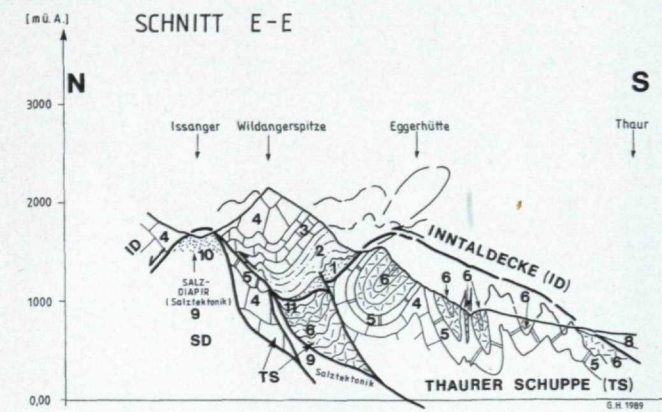 [m ü. A.]
SCHNITT E-E
N
S
3000
Issanger
Wildangerspitze
Eggerhütte
Thaur
2000
4
3
ID
4
2
INNTALDECKE (ID)
10
1
5
6
6
6
SALZ-
DIAPIR
(Salztektonik)
4
6
1000
11
4
6
9
5
5
8
SD
6
9
5
6
TS
Salztektonik
THAURER SCHUPPE (TS)
0,00
G.H. 1989